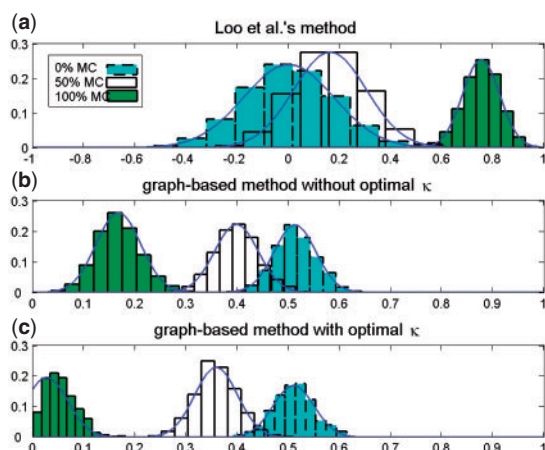 (a)
Loo et al.'s method
0.3
0.2
0.1
0
0% MC
50% MC
100% MC
-1 -0.8 -0.6 -0.4 -0.2 0 0.2 0.4 0.6 0.8 1
(b)
graph-based method without optimal κ
0.3
0.2
0.1
0
0 0.1 0.2 0.3 0.4 0.5 0.6 0.7 0.8 0.9 1
(c)
graph-based method with optimal κ
0.3
0.2
0.1
0
0 0.1 0.2 0.3 0.4 0.5 0.6 0.7 0.8 0.9 1